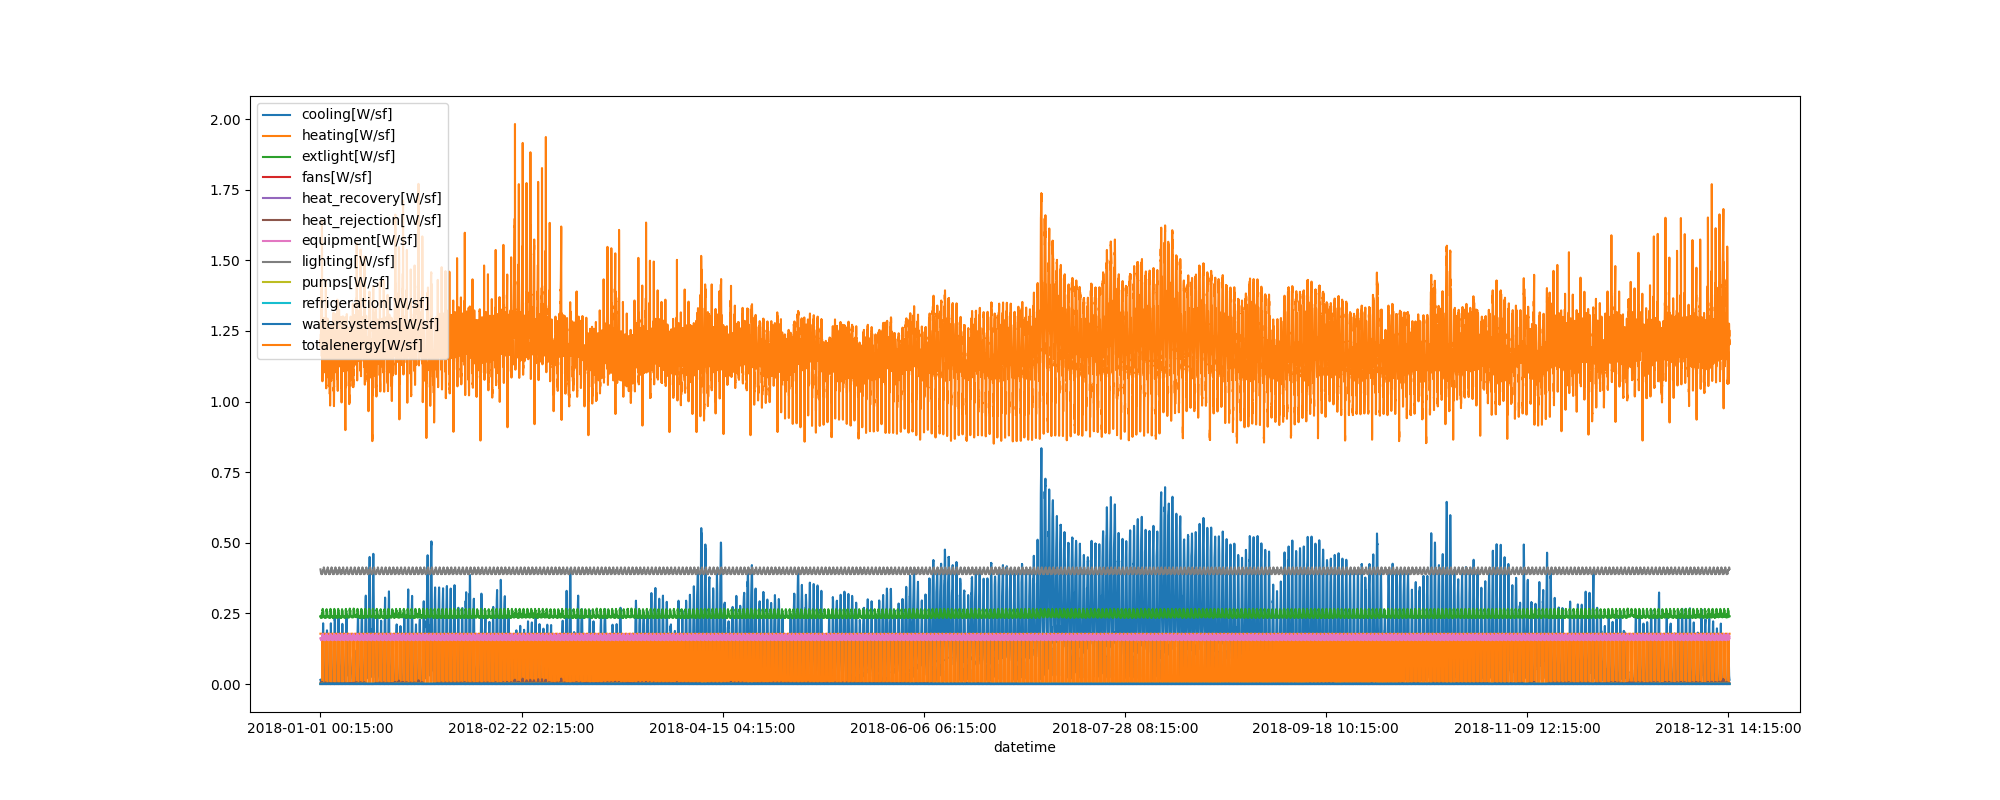 2.00
1.75
1.50
1.25
1.00
0.75
0.50
0.25
0.00
cooling[W/sf]
heating[W/sf]
extlight[W/sf]
fans[W/sf]
heat_recovery[W/sf]
heat_rejection[W/sf]
equipment[W/sf]
lighting[W/sf]
pumps[W/sf]
refrigeration[W/sf]
watersystems[W/sf]
totalenergy[W/sf]
2018-01-01 00:15:00
2018-02-22 02:15:00
2018-04-15 04:15:00
2018-06-06 06:15:00
2018-07-28 08:15:00
2018-09-18 10:15:00
2018-11-09 12:15:00
2018-12-31 14:15:00
datetime